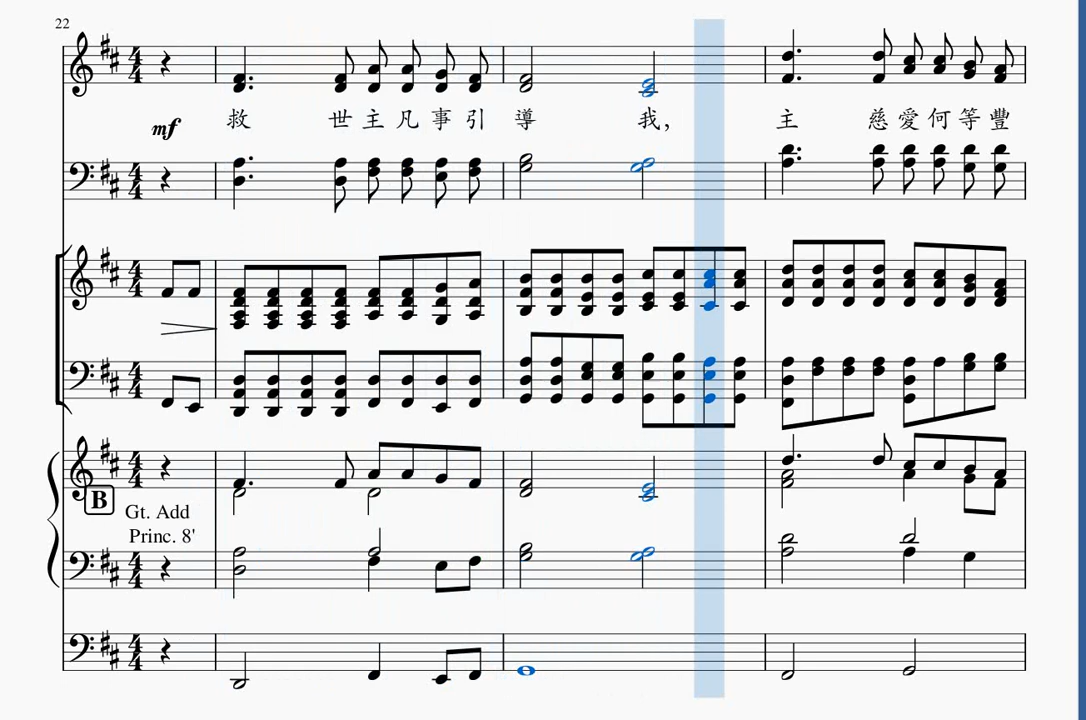 22
mf
救 世 主 凡 事 引 導 我, 主 慈 愛 何 等 豐
B
Gt. Add
Princ. 8'